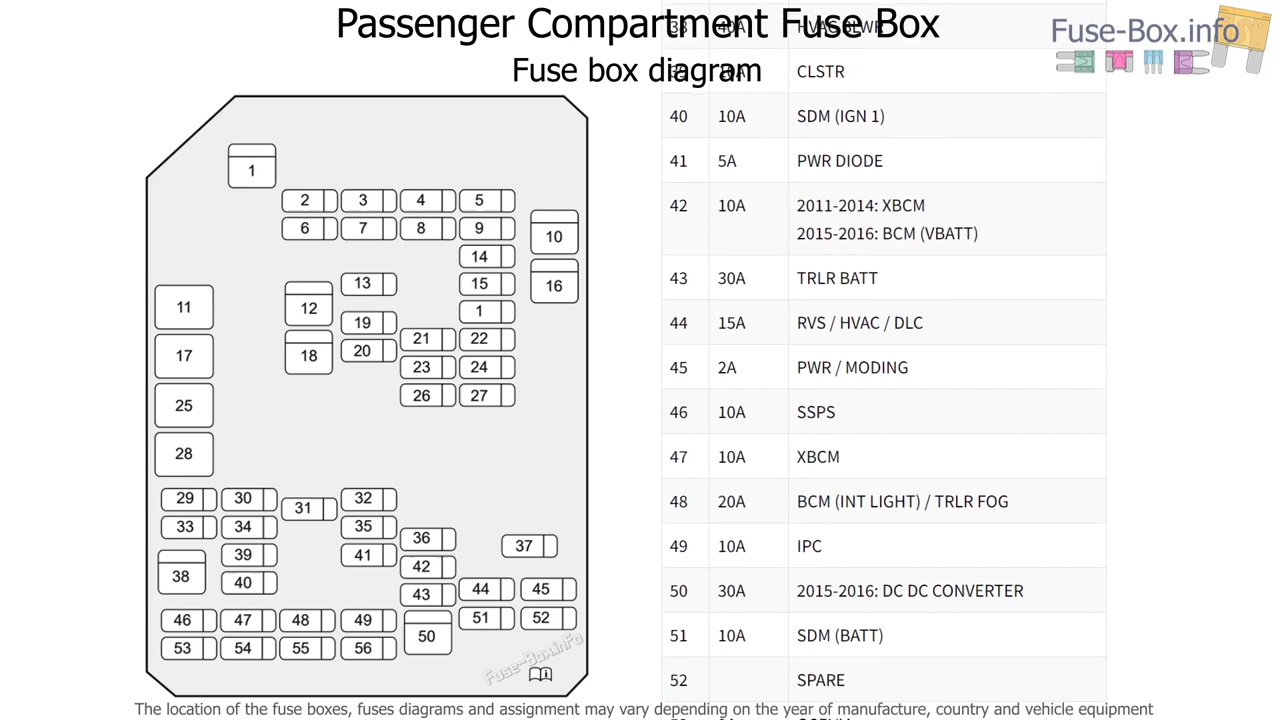 Passenger Compartment Fuse Box
Fuse box diagram
Fuse-Box.info
1
2 3 4 5
6 7 8 9
10
14
13 15
16
11 12 1
19
21 22
17 18 20
23 24
25 26 27
28
29 30 31 32
33 34 35
36 37
39 41
38 42
40
43 44 45
46 47 48 49 50 51 52
53 54 55 56
Fuse-Box.info
38 40A HVAC BLWR
CLSTR
40 10A SDM (IGN 1)
41 5A PWR DIODE
42 10A 2011-2014: XBCM
2015-2016: BCM (VBATT)
43 30A TRLR BATT
44 15A RVS / HVAC / DLC
45 2A PWR / MODING
46 10A SSPS
47 10A XBCM
48 20A BCM (INT LIGHT) / TRLR FOG
49 10A IPC
50 30A 2015-2016: DC DC CONVERTER
51 10A SDM (BATT)
52 SPARE
The location of the fuse boxes, fuses diagrams and assignment may vary depending on the year of manufacture, country and vehicle equipment